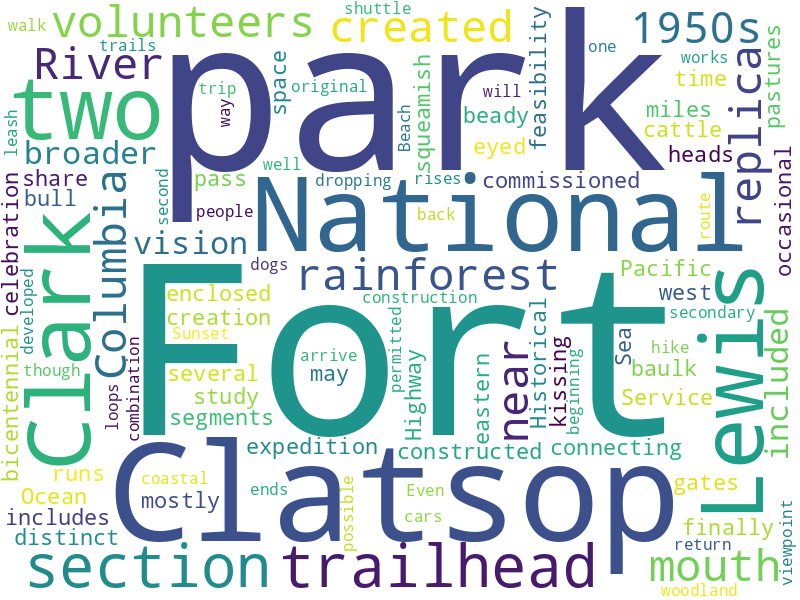 shuttle
walk
volunteers
created
park
1950s
trails
River
trip
original
space
feasibility
one
works
pastures
two
way
Beach
squeamish
will
time
replica
leash
beady
miles
cattle
broader
well
eyed
heads
share
second
pass
dropping
rises
commissioned
occasional
bull
people
National
back
route
celebration
Clark
Columbia
vision
dogs
rainforest
Pacific
Lewis
developed
enclosed
construction
west
creation
Fort
near
Historical
kissing
Sea
secondary
included
bicentennial
though
loops
combination
Sunset
arrive
permitted
Highway
eastern
beginning
hike
several
may
baulk
study
Service
segments
Clatsop
expedition
constructed
connecting
runs
coastal
gates
Ocean
mostly
ends
possible
Even
includes
cars
finally
distinct
return
viewpoint
section
trailhead
mouth
woodland